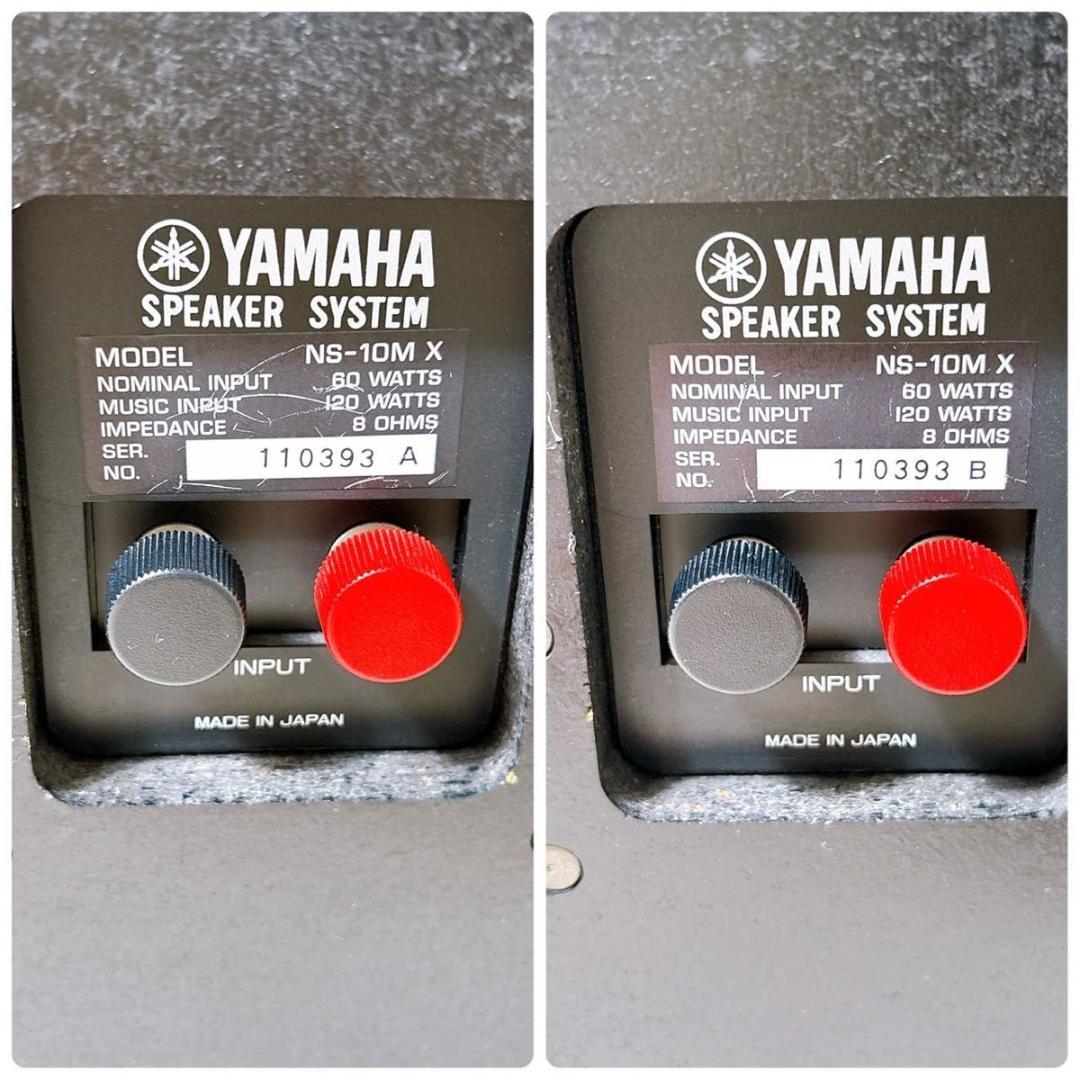 YAMAHA
SPEAKER SYSTEM
MODEL NS-10M X
NOMINAL INPUT 60 WATTS
MUSIC INPUT 120 WATTS
IMPEDANCE 8 OHMS
SER.
NO. 110393 A
INPUT
MADE IN JAPAN
YAMAHA
SPEAKER SYSTEM
MODEL NS-10M X
NOMINAL INPUT 60 WATTS
MUSIC INPUT 120 WATTS
IMPEDANCE 8 OHMS
SER.
NO. 110393 B
INPUT
MADE IN JAPAN